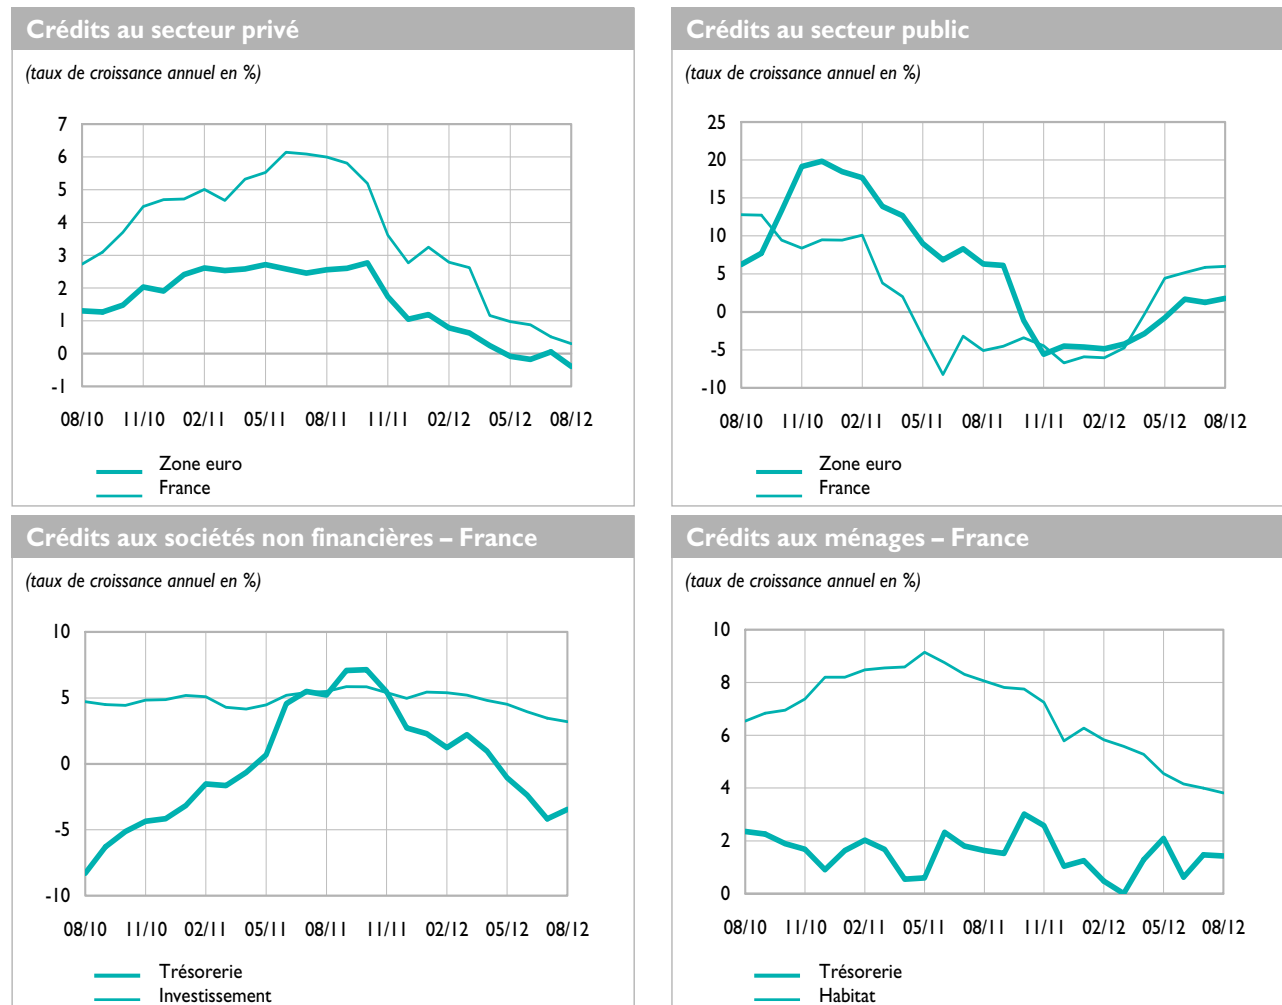 Crédits au secteur privé
(taux de croissance annuel en %)
7
6
5
4
3
2
1
0
-1
08/10 11/10 02/11 05/11 08/11 11/11 02/12 05/12 08/12
Zone euro
France
Crédits au secteur public
(taux de croissance annuel en %)
25
20
15
10
5
0
-5
-10
08/10 11/10 02/11 05/11 08/11 11/11 02/12 05/12 08/12
Zone euro
France
Crédits aux sociétés non financières – France
(taux de croissance annuel en %)
10
5
0
-5
-10
08/10 11/10 02/11 05/11 08/11 11/11 02/12 05/12 08/12
Trésorerie
Investissement
Crédits aux ménages – France
(taux de croissance annuel en %)
10
8
6
4
2
0
08/10 11/10 02/11 05/11 08/11 11/11 02/12 05/12 08/12
Trésorerie
Habitat